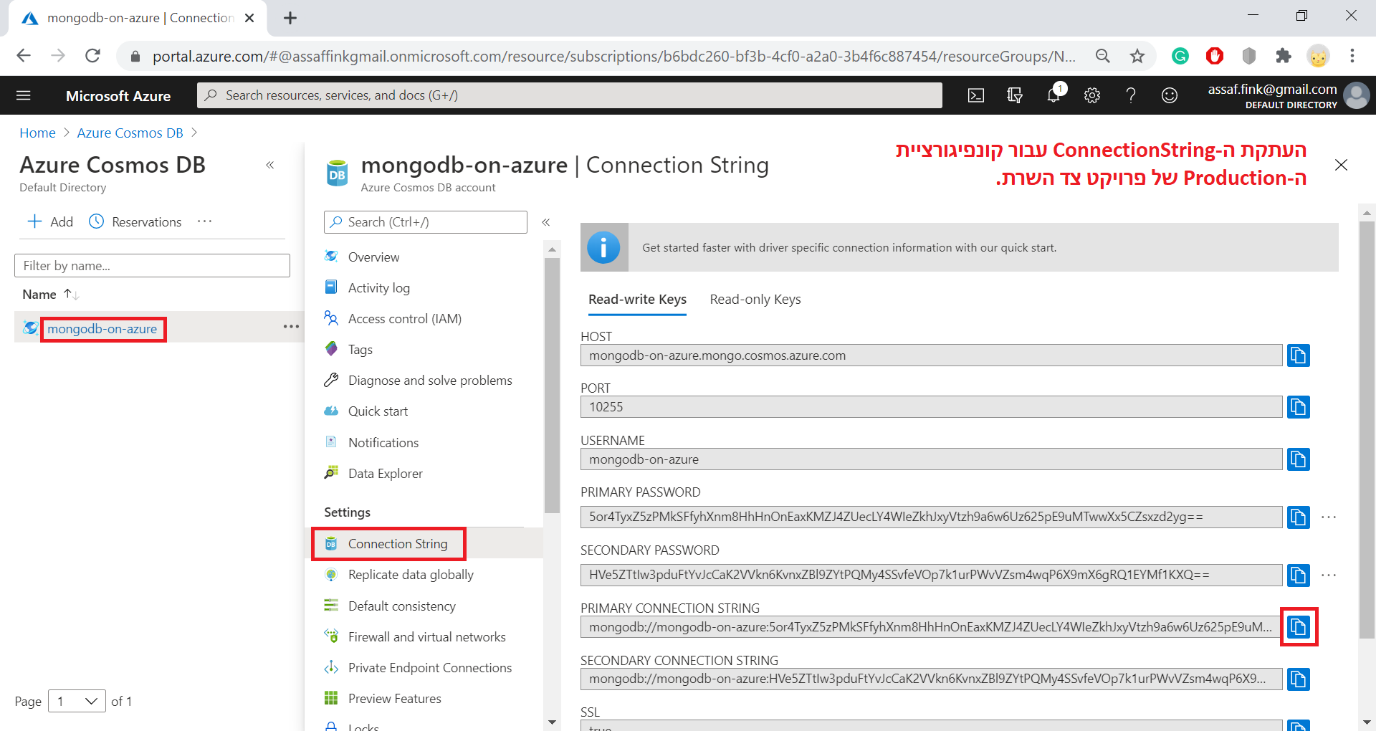 mongodb-on-azure | Connection
portal.azure.com/#@assaffinkgmail.onmicrosoft.com/resource/subscriptions/b6bdc260-bf3b-4cf0-a2a0-3b4f6c887454/resourceGroups/N...
Microsoft Azure
Search resources, services, and docs (G+/)
1
assaf.fink@gmail.com
DEFAULT DIRECTORY
Home > Azure Cosmos DB >
Azure Cosmos DB
Default Directory
Add
Reservations
Filter by name...
Name
mongodb-on-azure
Page 1 of 1
mongodb-on-azure | Connection String
Azure Cosmos DB account
העתקת ה-ConnectionString עבור קונפיגורציית
ה-Production של פרויקט צד השרת.
Search (Ctrl+/)
Overview
Activity log
Access control (IAM)
Tags
Diagnose and solve problems
Quick start
Notifications
Data Explorer
Settings
Connection String
Replicate data globally
Default consistency
Firewall and virtual networks
Private Endpoint Connections
Preview Features
Locks
Get started faster with driver specific connection information with our quick start.
Read-write Keys
Read-only Keys
HOST
mongodb-on-azure.mongo.cosmos.azure.com
PORT
10255
USERNAME
mongodb-on-azure
PRIMARY PASSWORD
5or4TyxZ5zPMkSFfyhXnm8HhHnOnEaxKMZJ4ZUecLY4WIeZkhJxyVtzh9a6w6Uz625pE9uMTwwXx5CZsxzd2yg==
SECONDARY PASSWORD
HVe5ZTtIw3pduFtYvJcCaK2VVkn6KvnxZBl9ZYtPQMy4SSvfeVOp7k1urPWvVZsm4wqP6X9mX6gRQ1EYMf1KXQ==
PRIMARY CONNECTION STRING
mongodb://mongodb-on-azure:5or4TyxZ5zPMkSFfyhXnm8HhHnOnEaxKMZJ4ZUecLY4WIeZkhJxyVtzh9a6w6Uz625pE9uM...
SECONDARY CONNECTION STRING
mongodb://mongodb-on-azure:HVe5ZTtIw3pduFtYvJcCaK2VVkn6KvnxZBl9ZYtPQMy4SSvfeVOp7k1urPWvVZsm4wqP6X9...
SSL
true